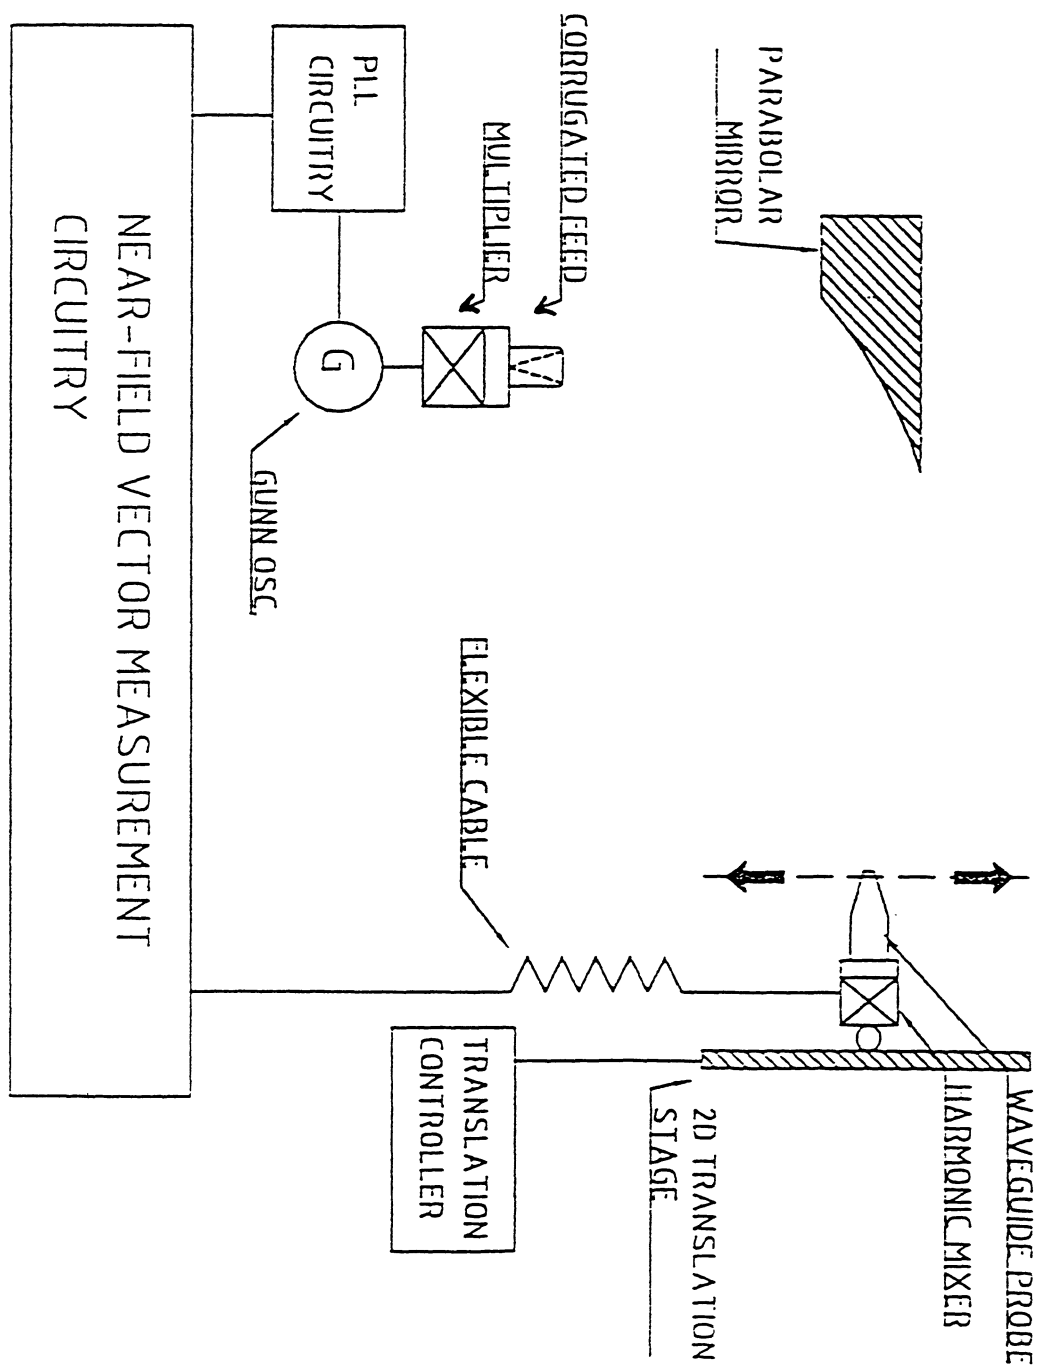 PARABOLAR
MIRROR
CORRUGATED FEED
MULTIPLIER
PLL
CIRCUITRY
G
GUNN OSC.
WAVEGUIDE PROBE
HARMONIC MIXER
2D TRANSLATION
STAGE
FLEXIBLE CABLE
TRANSLATION
CONTROLLER
NEAR-FIELD VECTOR MEASUREMENT
CIRCUITRY